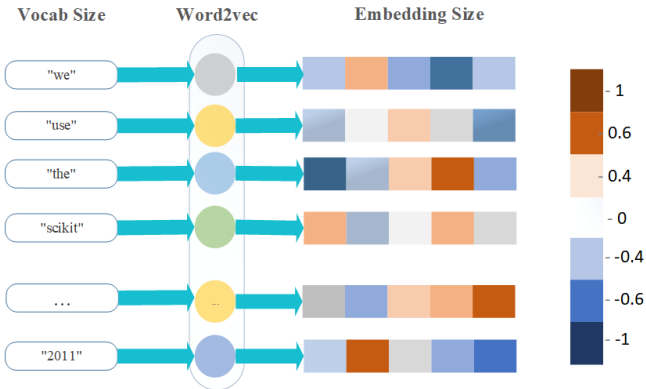 Vocab Size Word2vec Embedding Size
"we"
"use"
"the"
"scikit"
... ...
"2011"
1
0.6
0.4
0
-0.4
-0.6
-1